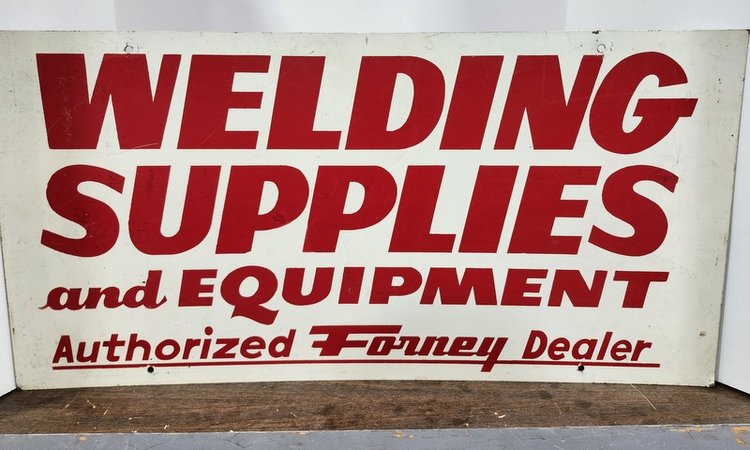 WELDING
SUPPLIES
and EQUIPMENT
Authorized Forney Dealer